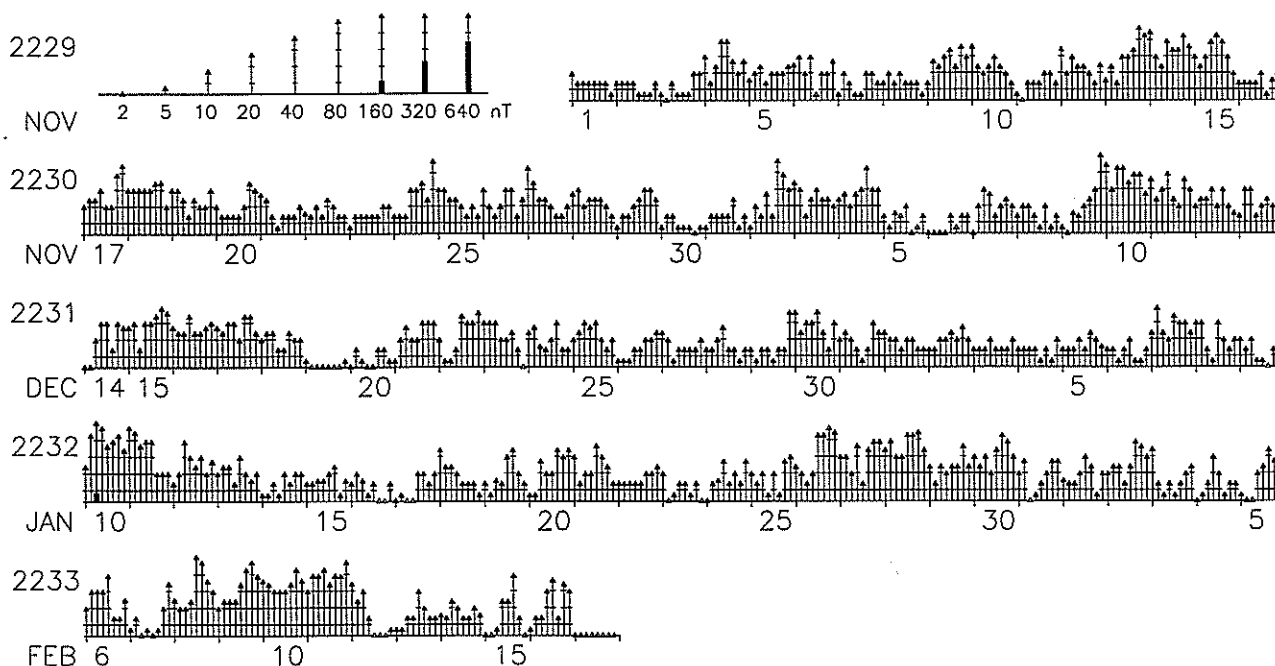 2229
NOV 2 5 10 20 40 80 160 320 640 nT 1 5 10 15
2230
NOV 17 20 25 30 5 10
2231
DEC 14 15 20 25 30 5
2232
JAN 10 15 20 25 30 5
2233
FEB 6 10 15